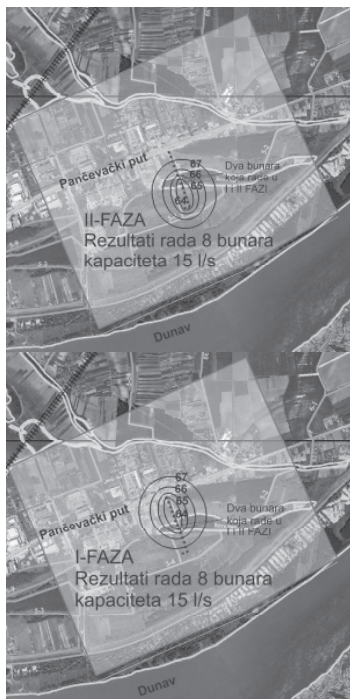 67
Dva bunara
66
koja rade u
Pančevački put
65
I i II FAZI
64
II-FAZA
Rezultati rada 8 bunara
kapaciteta 15 l/s
Dunav
67
66
65
Dva bunara
64
koja rade u
Pančevački put
I i II FAZI
I-FAZA
Rezultati rada 8 bunara
kapaciteta 15 l/s
Dunav